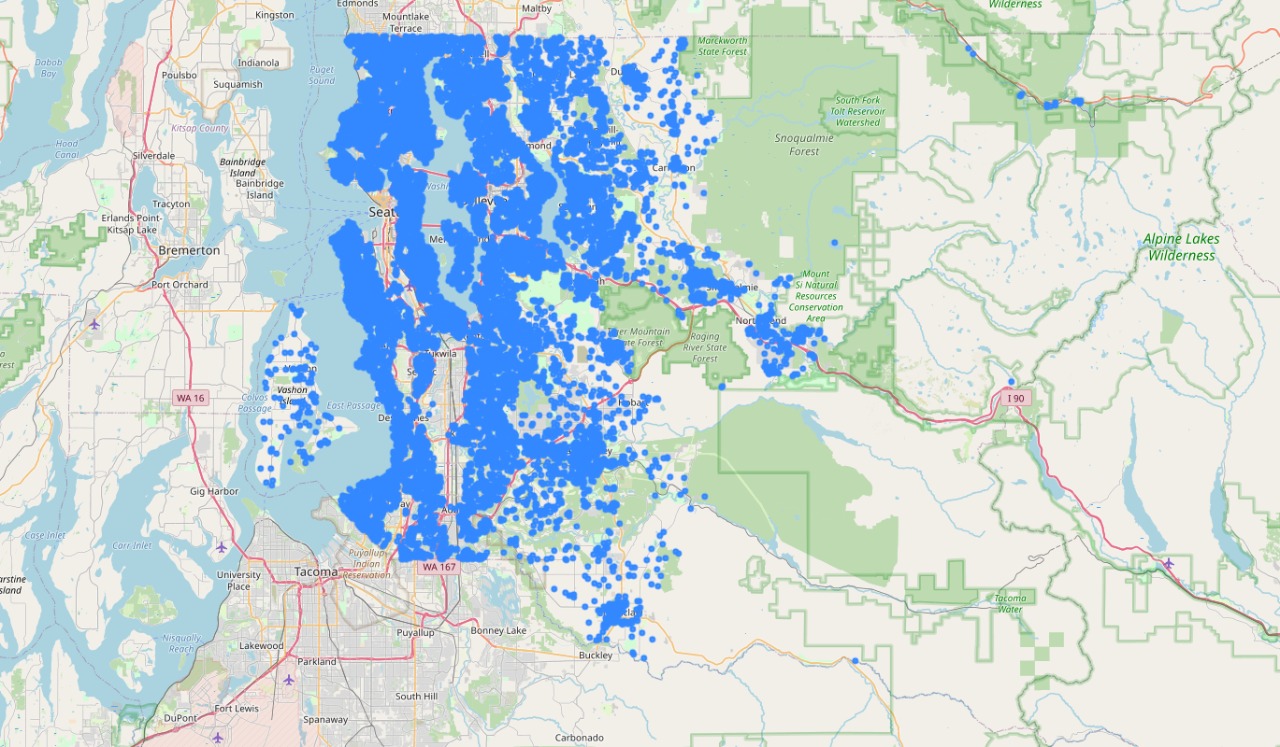 Edmonds
Kingston
Mountlake
Terrace
Maltby
Wilderness
Dabob
Bay
Poulsbo
Indianola
Puget
Sound
Marckworth
State Forest
Suquamish
South Fork
Tolt Reservoir
Watershed
Kitsap County
Snoqualmie
Forest
Hood
Canal
Silverdale
Bainbridge
Island
Bainbridge
Island
Tracyton
Erlands Point-
Kitsap Lake
Seat
Bremerton
Alpine Lakes
Wilderness
Port Orchard
Mount
Si Natural
Resources
Conservation
Area
Raging
River State
Forest
WA 16
Vashon
Colvos
Passage
East Passage
I 90
Gig Harbor
Case Inlet
Carr Inlet
Puyallup
Indian
Reservation
WA 167
University
Place
Tacoma
Tacoma
Water
Puyallup
Bonney Lake
Nisqually
Reach
Lakewood
Parkland
Buckley
South Hill
DuPont
Fort Lewis
Spanaway
Carbonado